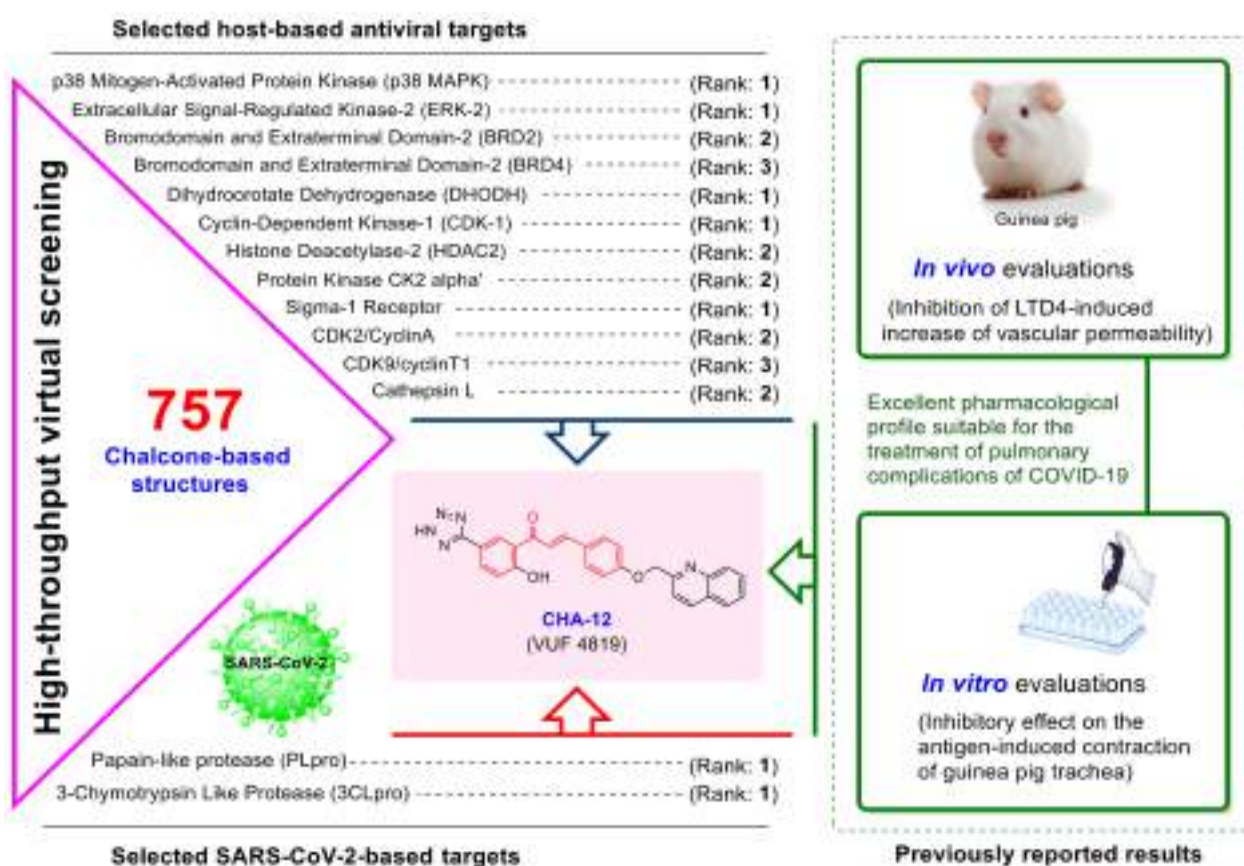 Selected host-based antiviral targets
p38 Mitogen-Activated Protein Kinase (p38 MAPK) (Rank: 1)
Extracellular Signal-Regulated Kinase-2 (ERK-2) (Rank: 1)
Bromodomain and Extraterminal Domain-2 (BRD2) (Rank: 2)
Bromodomain and Extraterminal Domain-2 (BRD4) (Rank: 3)
Dihydroorotate Dehydrogenase (DHODH) (Rank: 1)
Cyclin-Dependent Kinase-1 (CDK-1) (Rank: 1)
Histone Deacetylase-2 (HDAC2) (Rank: 2)
Protein Kinase CK2 alpha' (Rank: 2)
Sigma-1 Receptor (Rank: 1)
CDK2/CyclinA (Rank: 2)
CDK9/cyclinT1 (Rank: 3)
Cathepsin L (Rank: 2)
High-throughput virtual screening
757
Chalcone-based
structures
SARS-CoV-2
N
N
HN
N
O
OH
O
N
CHA-12
(VUF 4819)
Papain-like protease (PLpro) (Rank: 1)
3-Chymotrypsin Like Protease (3CLpro) (Rank: 1)
Selected SARS-CoV-2-based targets
Guinea pig
In vivo evaluations
(Inhibition of LTD4-induced
increase of vascular permeability)
Excellent pharmacological
profile suitable for the
treatment of pulmonary
complications of COVID-19
In vitro evaluations
(Inhibitory effect on the
antigen-induced contraction
of guinea pig trachea)
Previously reported results